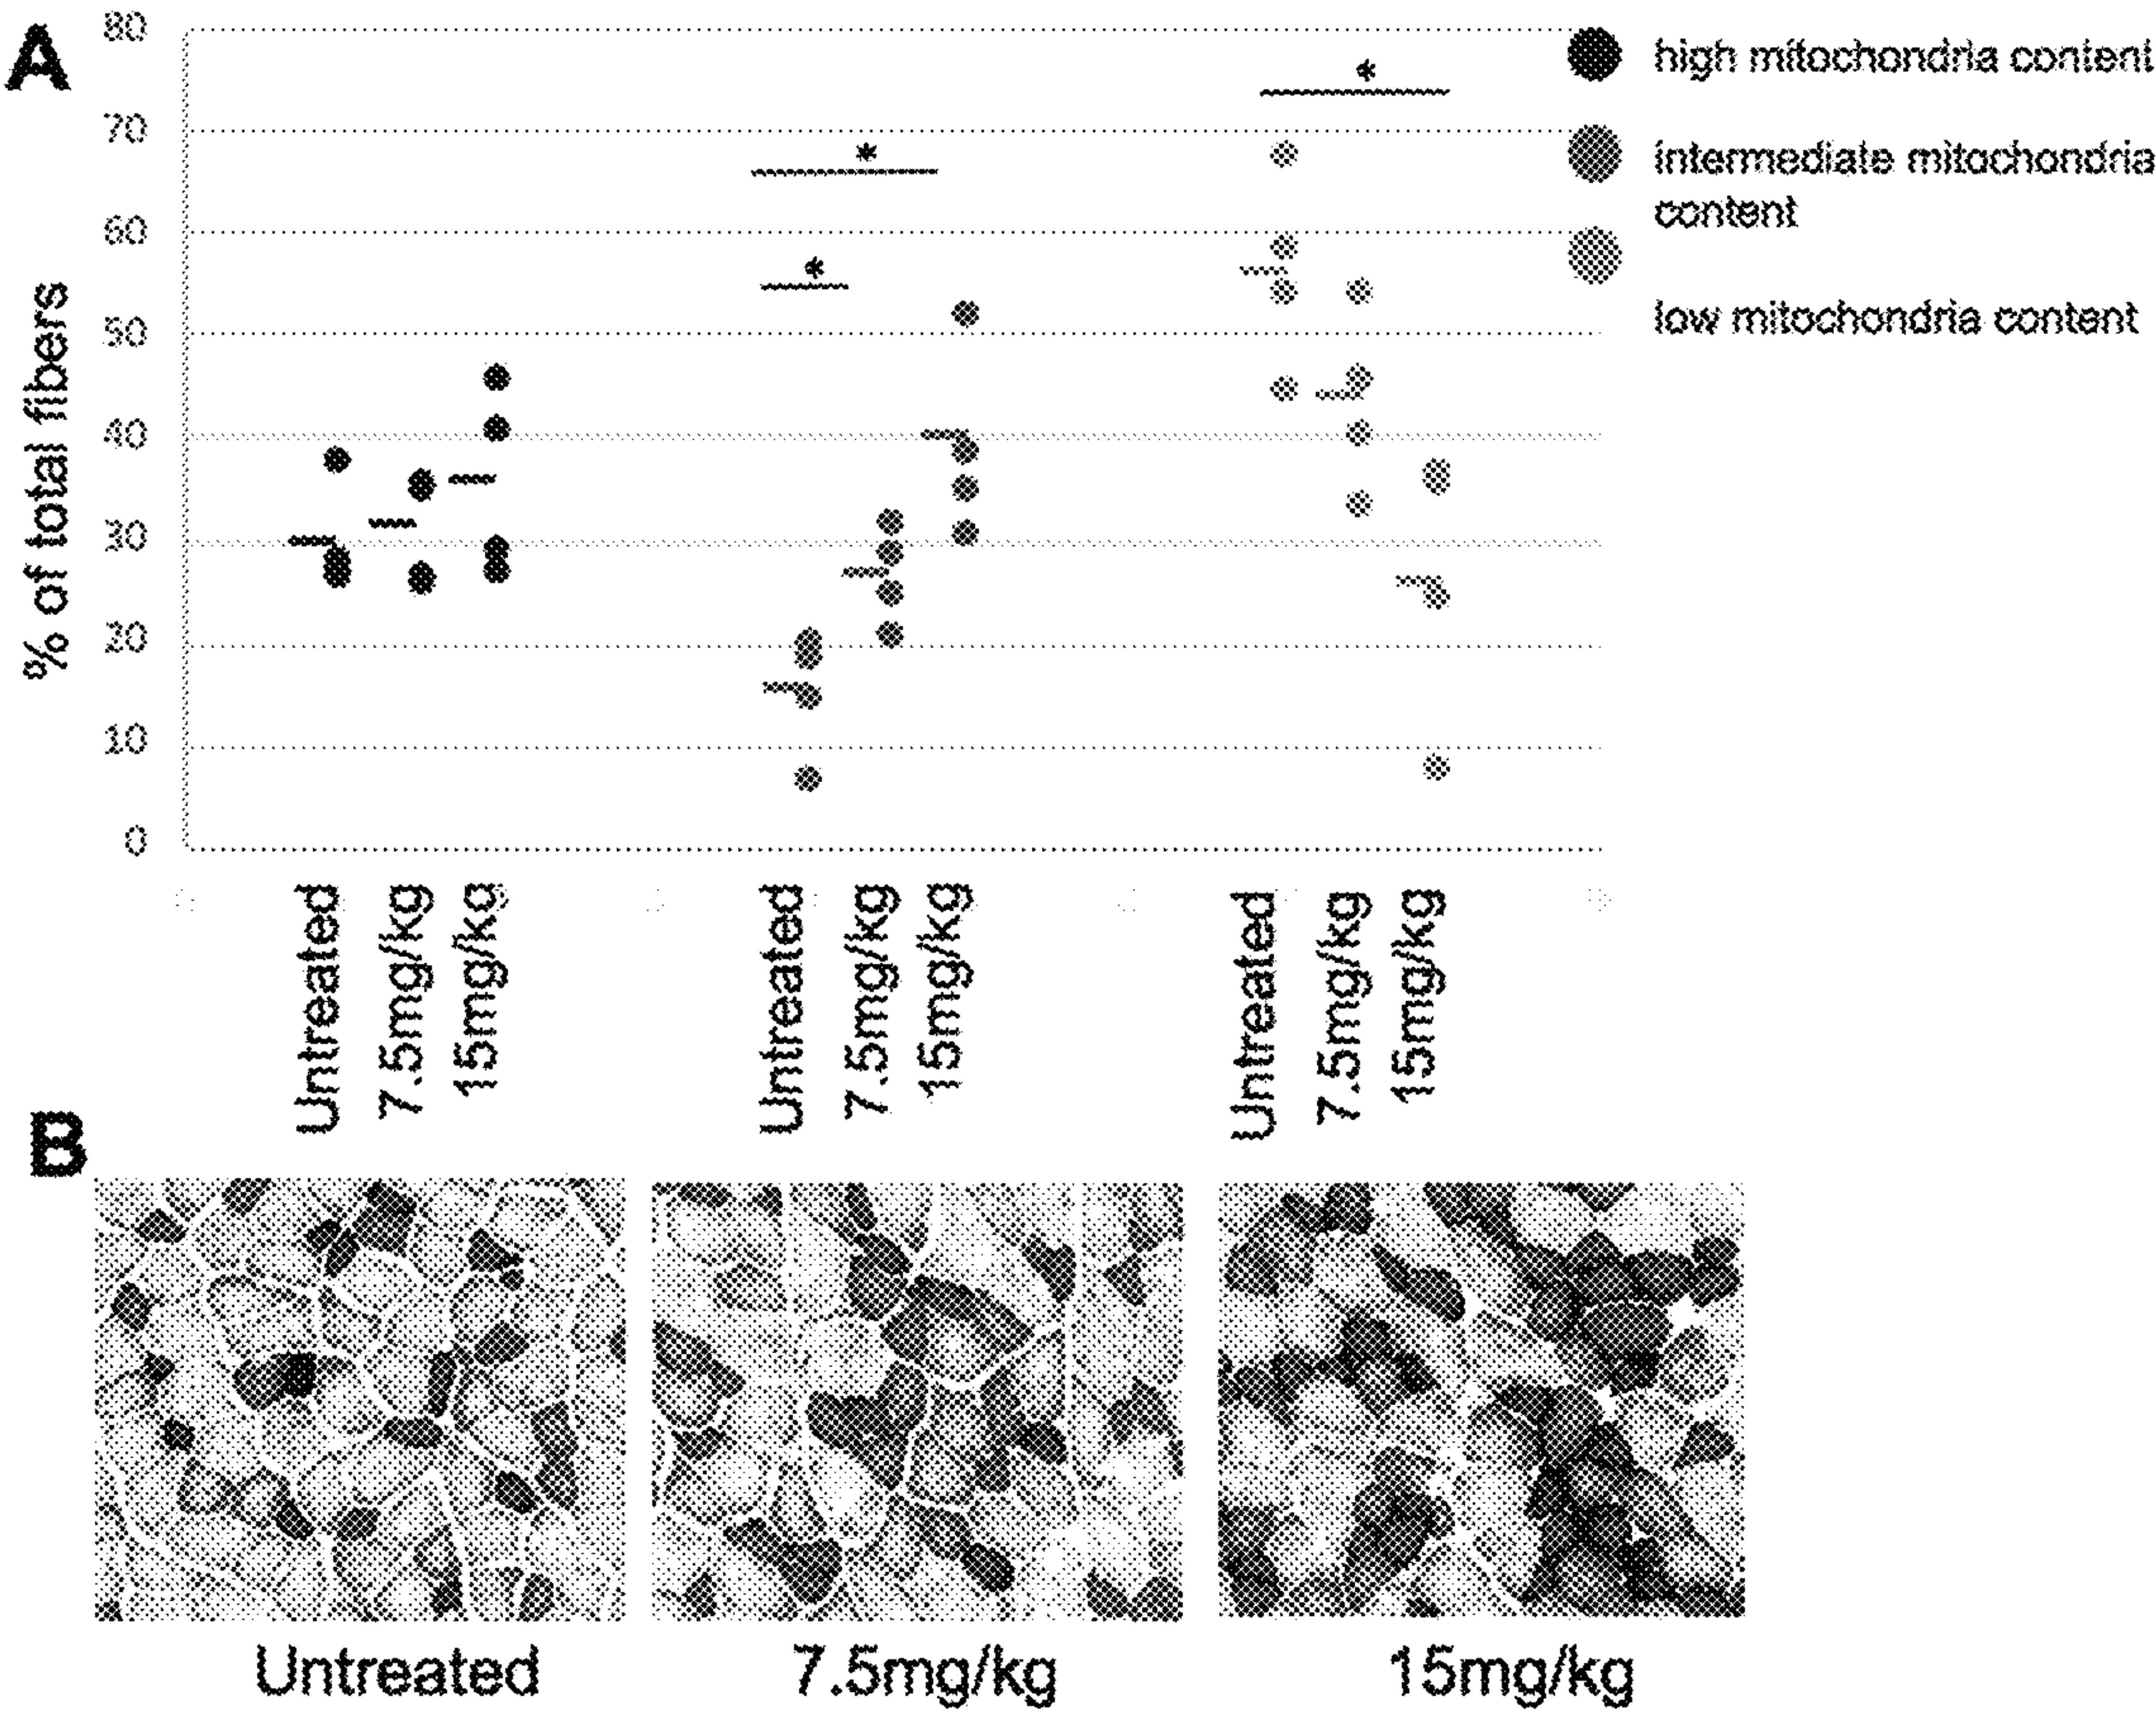 A
80
70
60
50
40
30
20
10
0
% of total fibers
*
*
*
high mitochondria content
intermediate mitochondria
content
low mitochondria content
Untreated
7.5mg/kg
15mg/kg
Untreated
7.5mg/kg
15mg/kg
Untreated
7.5mg/kg
15mg/kg
B
Untreated
7.5mg/kg
15mg/kg